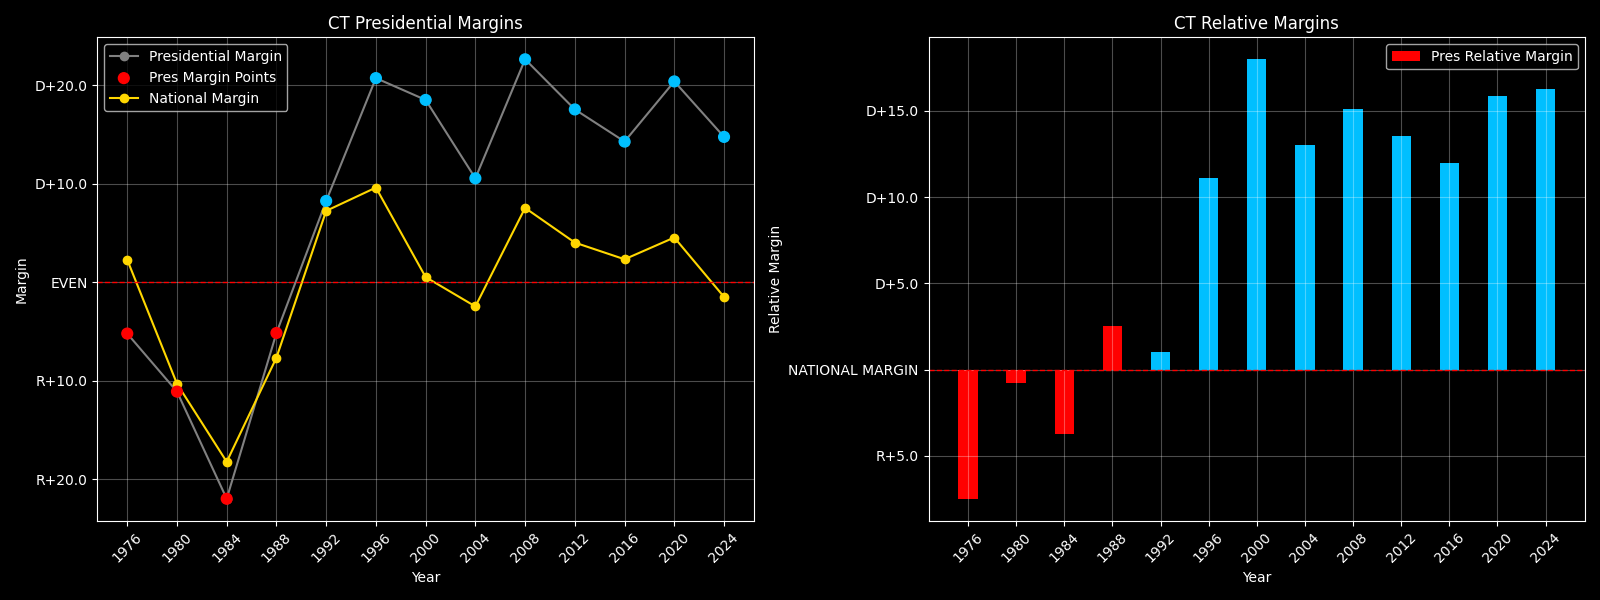 CT Presidential Margins
Presidential Margin
Pres Margin Points
National Margin
D+20.0
D+10.0
EVEN
R+10.0
R+20.0
Margin
1976 1980 1984 1988 1992 1996 2000 2004 2008 2012 2016 2020 2024
Year
CT Relative Margins
Pres Relative Margin
D+15.0
D+10.0
D+5.0
NATIONAL MARGIN
R+5.0
Relative Margin
1976 1980 1984 1988 1992 1996 2000 2004 2008 2012 2016 2020 2024
Year